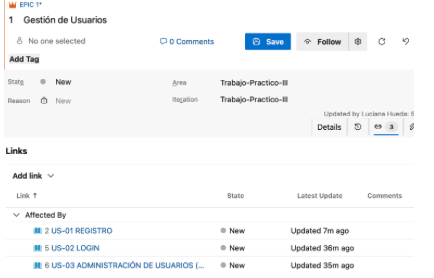 EPIC 1*
1 Gestión de Usuarios
No one selected
0 Comments
Save
Follow
Add Tag
State New
Area Trabajo-Practico-III
Reason New
Iteration Trabajo-Practico-III
Updated by Luciana Hueda: 5
Details 3
Links
Add link
Link ↑ State Latest Update Comments
Affected By
2 US-01 REGISTRO New Updated 7m ago
5 US-02 LOGIN New Updated 36m ago
6 US-03 ADMINISTRACIÓN DE USUARIOS (... New Updated 35m ago